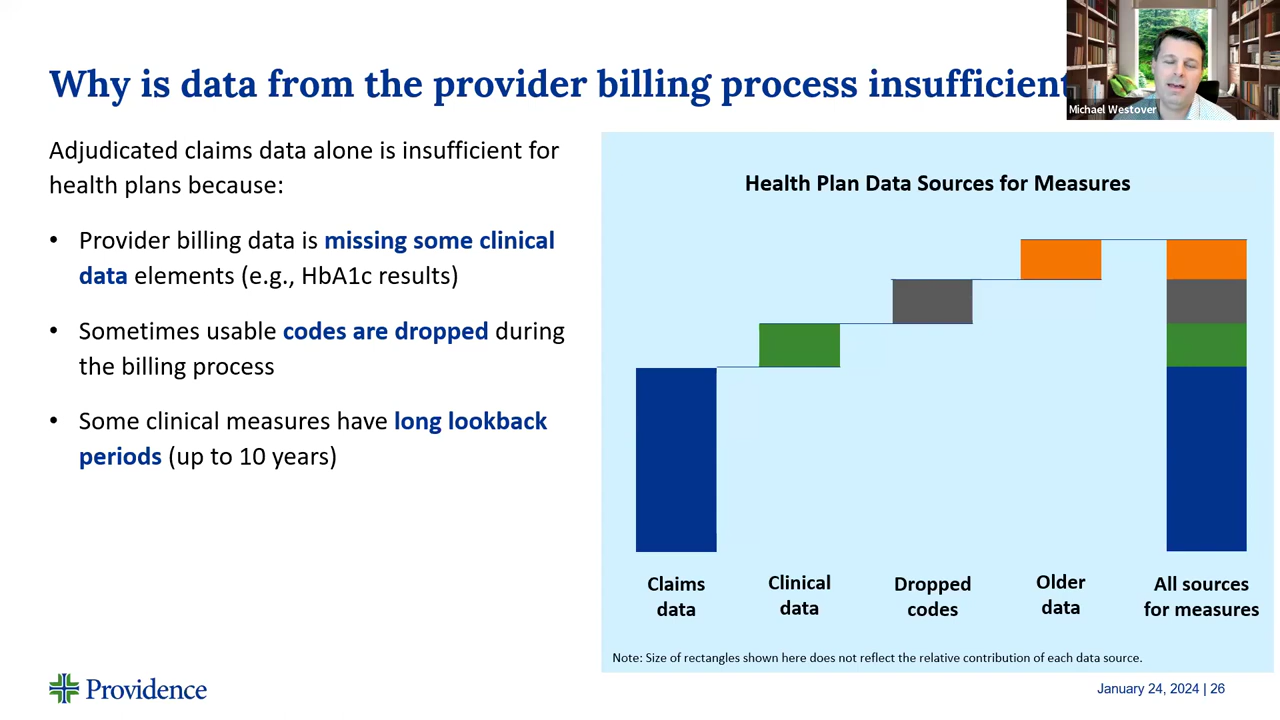 Why is data from the provider billing process insufficient
Michael Westover
Adjudicated claims data alone is insufficient for
health plans because:
• Provider billing data is missing some clinical
data elements (e.g., HbA1c results)
• Sometimes usable codes are dropped during
the billing process
• Some clinical measures have long lookback
periods (up to 10 years)
Health Plan Data Sources for Measures
Claims
data
Clinical
data
Dropped
codes
Older
data
All sources
for measures
Note: Size of rectangles shown here does not reflect the relative contribution of each data source.
Providence
January 24, 2024 | 26